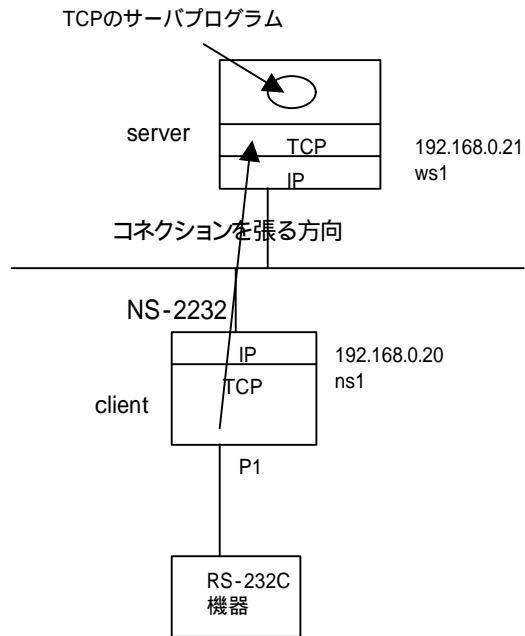 TCPのサーバプログラム
server
TCP
IP
192.168.0.21
ws1
コネクションを張る方向
NS-2232
IP
TCP
192.168.0.20
ns1
client
P1
RS-232C
機器